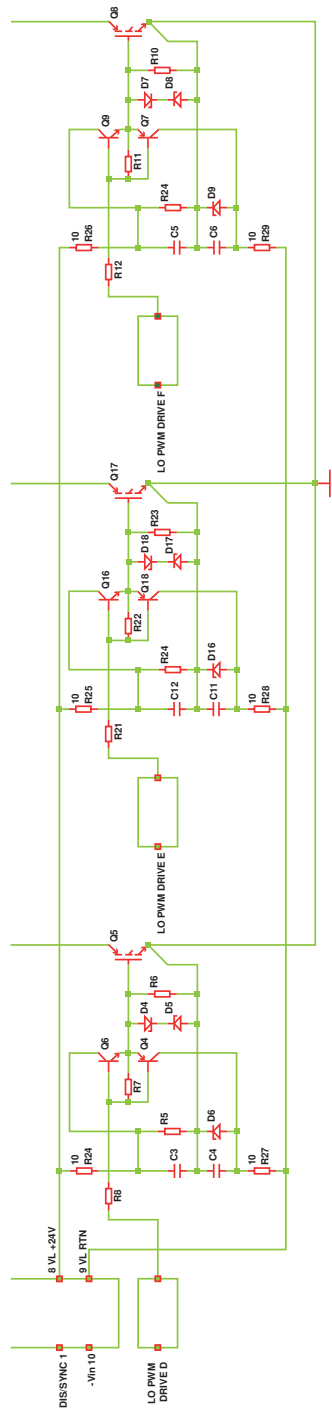 DIS/SYNC 1
-Vin 10
8 VL +24V
9 VL RTN
LO PWM
DRIVE D
R8
10
R24
R5
C3
C4
D6
10
R27
Q6
R7
Q4
D4
D5
R6
Q5
LO PWM DRIVE E
R21
10
R25
R24
C12
C11
D16
10
R28
Q16
R22
Q18
D18
D17
R23
Q17
LO PWM DRIVE F
R12
10
R26
R24
C5
C6
D9
10
R29
Q9
R11
Q7
D7
D8
R10
Q8